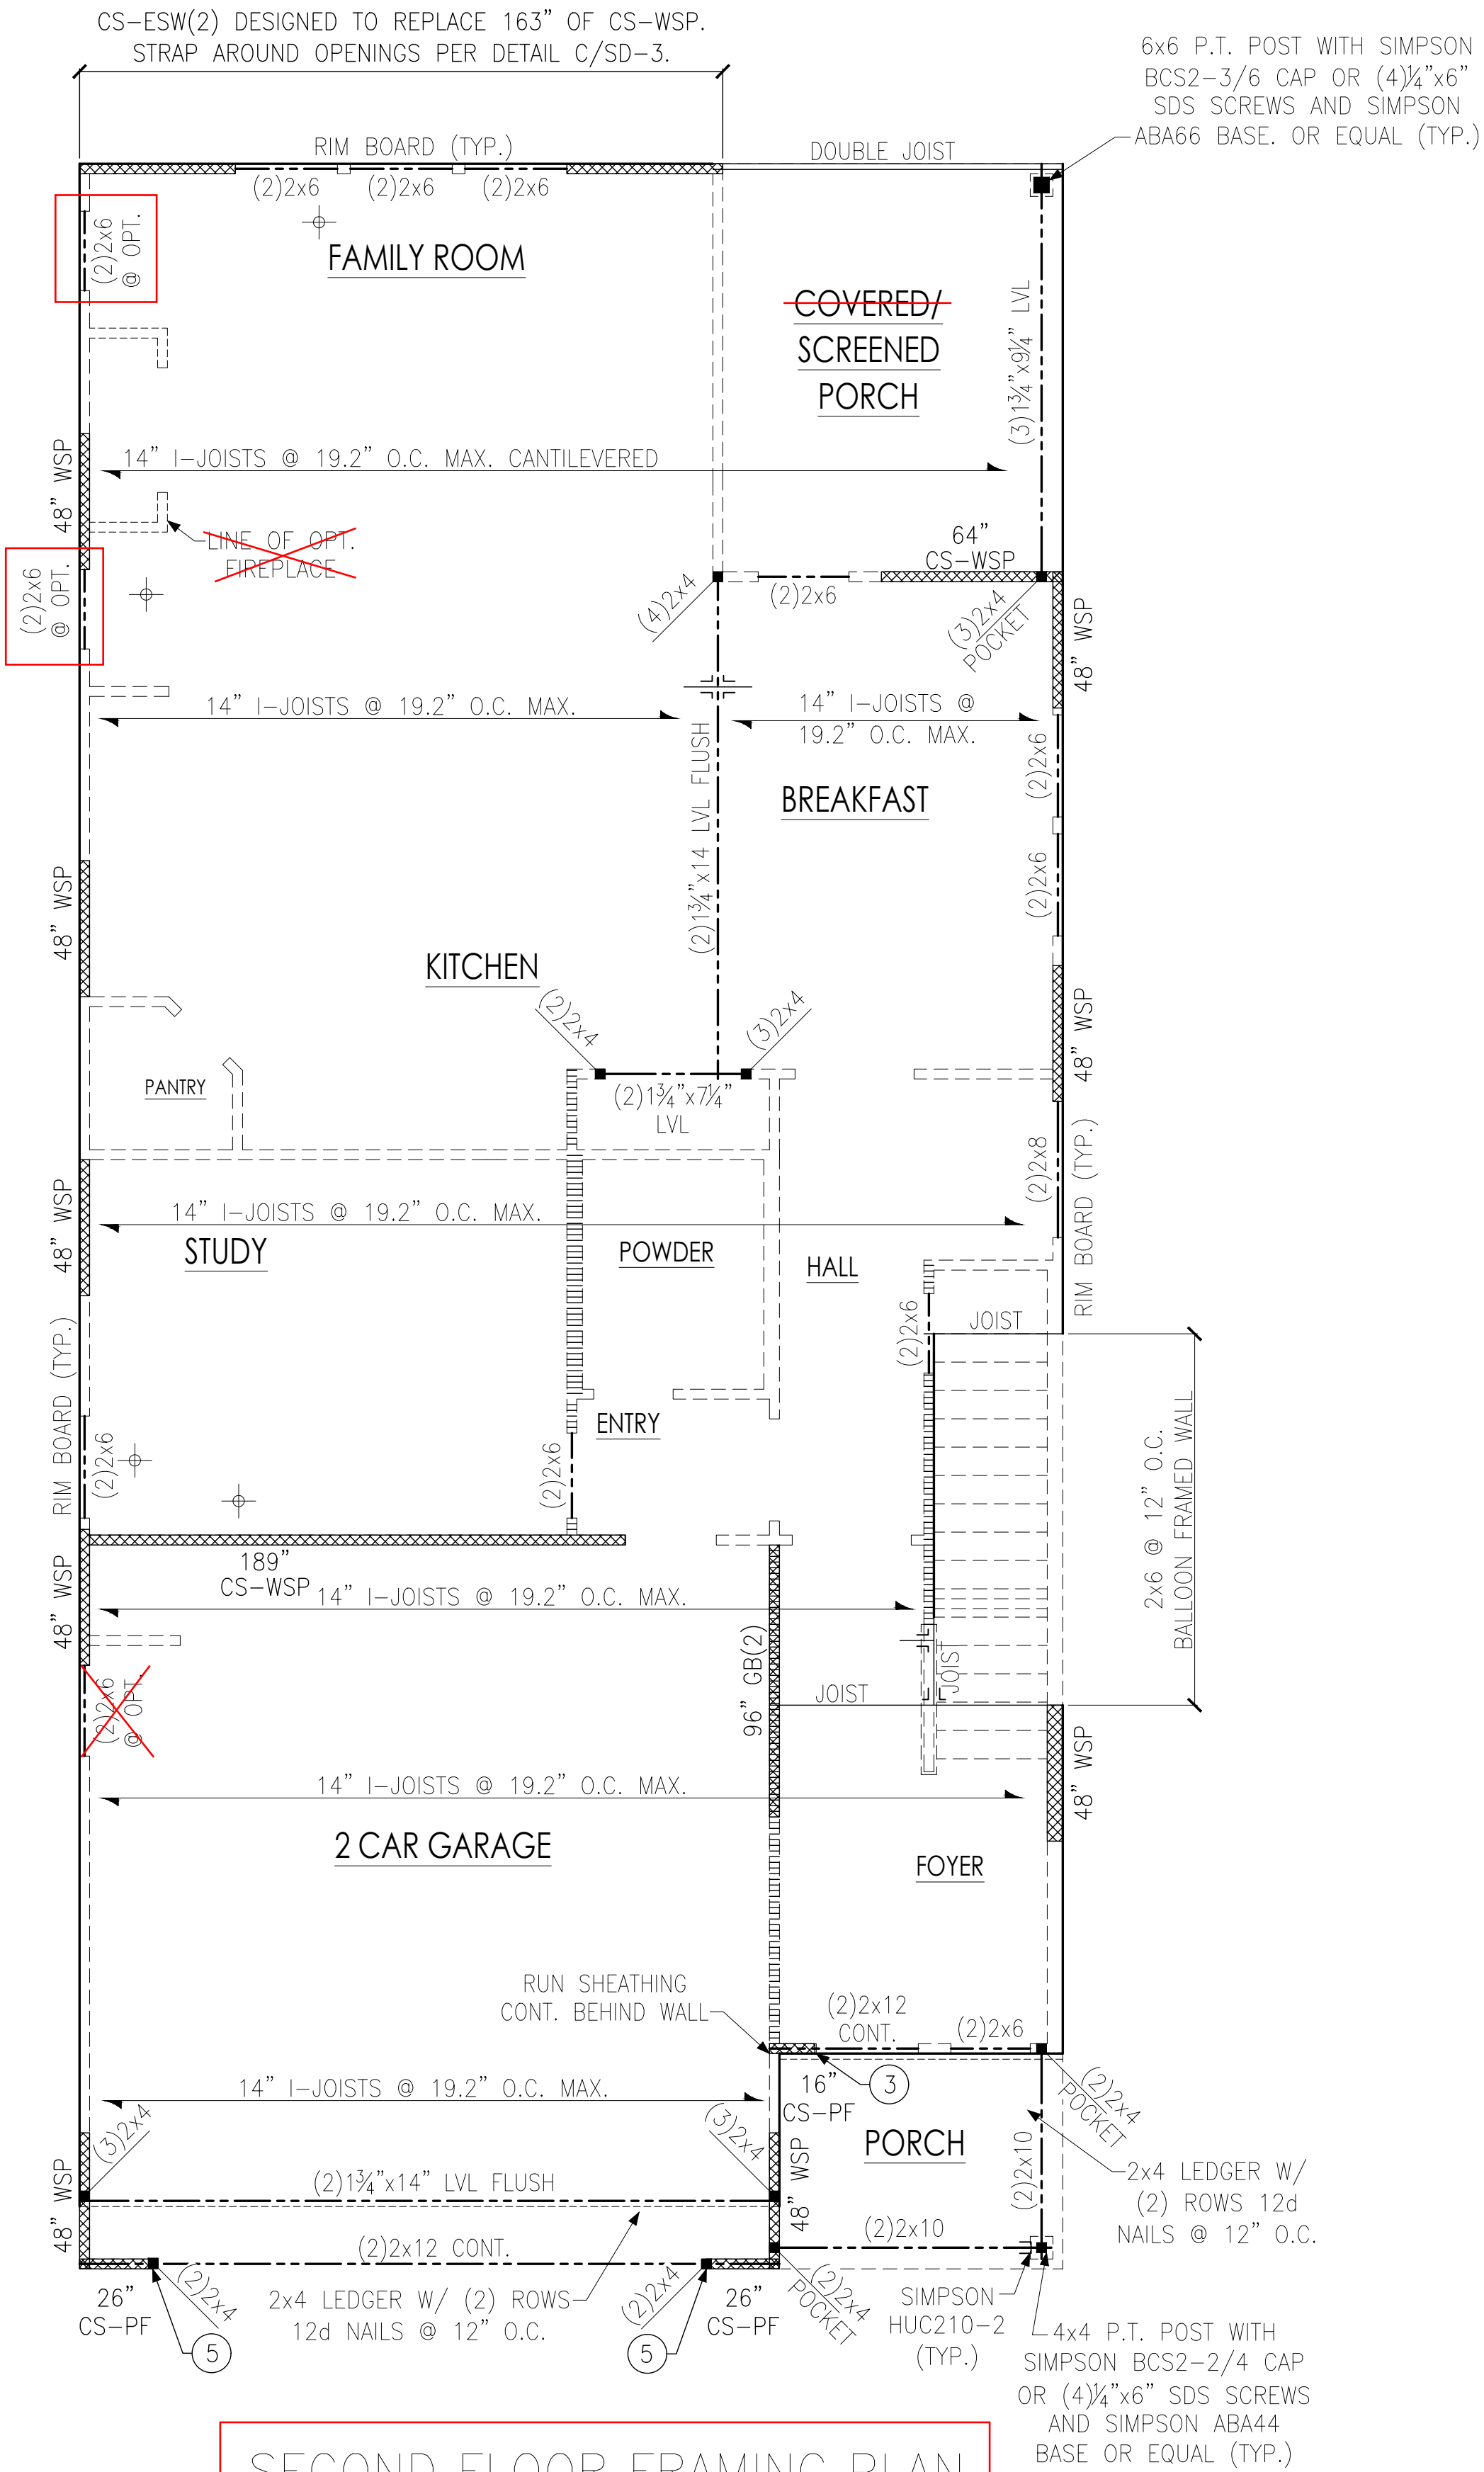 CS-ESW(2) DESIGNED TO REPLACE 163" OF CS-WSP.
STRAP AROUND OPENINGS PER DETAIL C/SD-3.
6x6 P.T. POST WITH SIMPSON
BCS2-3/6 CAP OR (4)¼"x6"
SDS SCREWS AND SIMPSON
ABA66 BASE. OR EQUAL (TYP.)
RIM BOARD (TYP.)
DOUBLE JOIST
(2)2x6
(2)2x6
(2)2x6
(2)2x6
@ OPT.
FAMILY ROOM
COVERED/
SCREENED
PORCH
(3)1¾"x9¼" LVL
14" I-JOISTS @ 19.2" O.C. MAX. CANTILEVERED
48" WSP
LINE OF OPT.
FIREPLACE
64"
CS-WSP
(2)2x6
@ OPT.
(4)2x4
(2)2x6
(3)2x4
POCKET
48" WSP
14" I-JOISTS @ 19.2" O.C. MAX.
14" I-JOISTS @
19.2" O.C. MAX.
(2)1¾"x14 LVL FLUSH
(2)2x6
BREAKFAST
(2)2x6
48" WSP
KITCHEN
(2)2x4
(3)2x4
48" WSP
PANTRY
(2)1¾"x7¼"
LVL
(2)2x8
RIM BOARD (TYP.)
48" WSP
14" I-JOISTS @ 19.2" O.C. MAX.
STUDY
POWDER
HALL
(2)2x6
JOIST
RIM BOARD (TYP.)
(2)2x6
ENTRY
(2)2x6
2x6 @ 12" O.C.
BALLOON FRAMED WALL
189"
CS-WSP
48" WSP
14" I-JOISTS @ 19.2" O.C. MAX.
96" GB(2)
JOIST
JOIST
(2)2x6
@ OPT.
48" WSP
14" I-JOISTS @ 19.2" O.C. MAX.
2 CAR GARAGE
FOYER
RUN SHEATHING
CONT. BEHIND WALL
(2)2x12
CONT.
(2)2x6
14" I-JOISTS @ 19.2" O.C. MAX.
16"
CS-PF
3
(2)2x4
POCKET
(3)2x4
(3)2x4
PORCH
48" WSP
48" WSP
(2)1¾"x14" LVL FLUSH
(2)2x10
2x4 LEDGER W/
(2) ROWS 12d
NAILS @ 12" O.C.
(2)2x10
(2)2x12 CONT.
26"
CS-PF
(2)2x4
5
2x4 LEDGER W/ (2) ROWS
12d NAILS @ 12" O.C.
(2)2x4
5
26"
CS-PF
(2)2x4
POCKET
SIMPSON
HUC210-2
(TYP.)
4x4 P.T. POST WITH
SIMPSON BCS2-2/4 CAP
OR (4)¼"x6" SDS SCREWS
AND SIMPSON ABA44
BASE OR EQUAL (TYP.)
SECOND FLOOR FRAMING PLAN